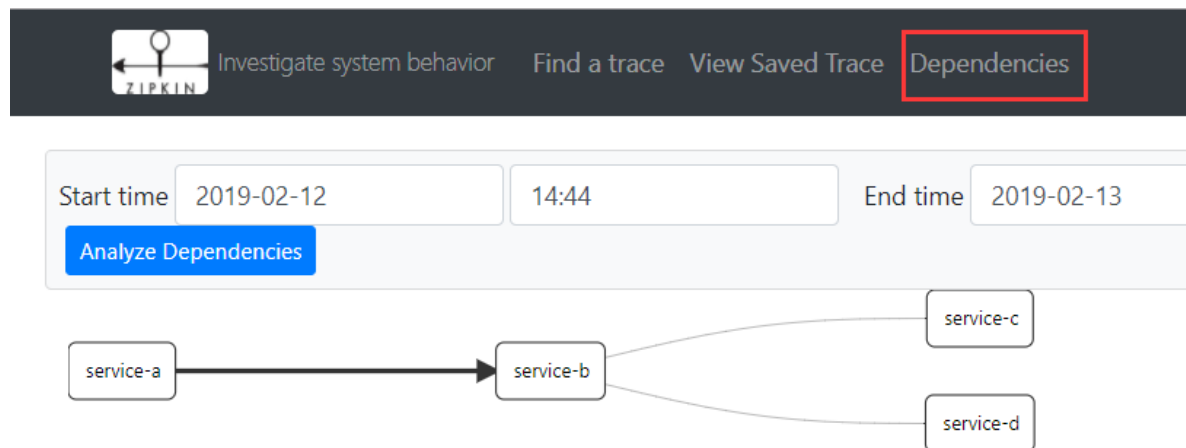 ZIPKIN Investigate system behavior Find a trace View Saved Trace Dependencies
Start time 2019-02-12 14:44 End time 2019-02-13
Analyze Dependencies
service-c
service-a service-b
service-d